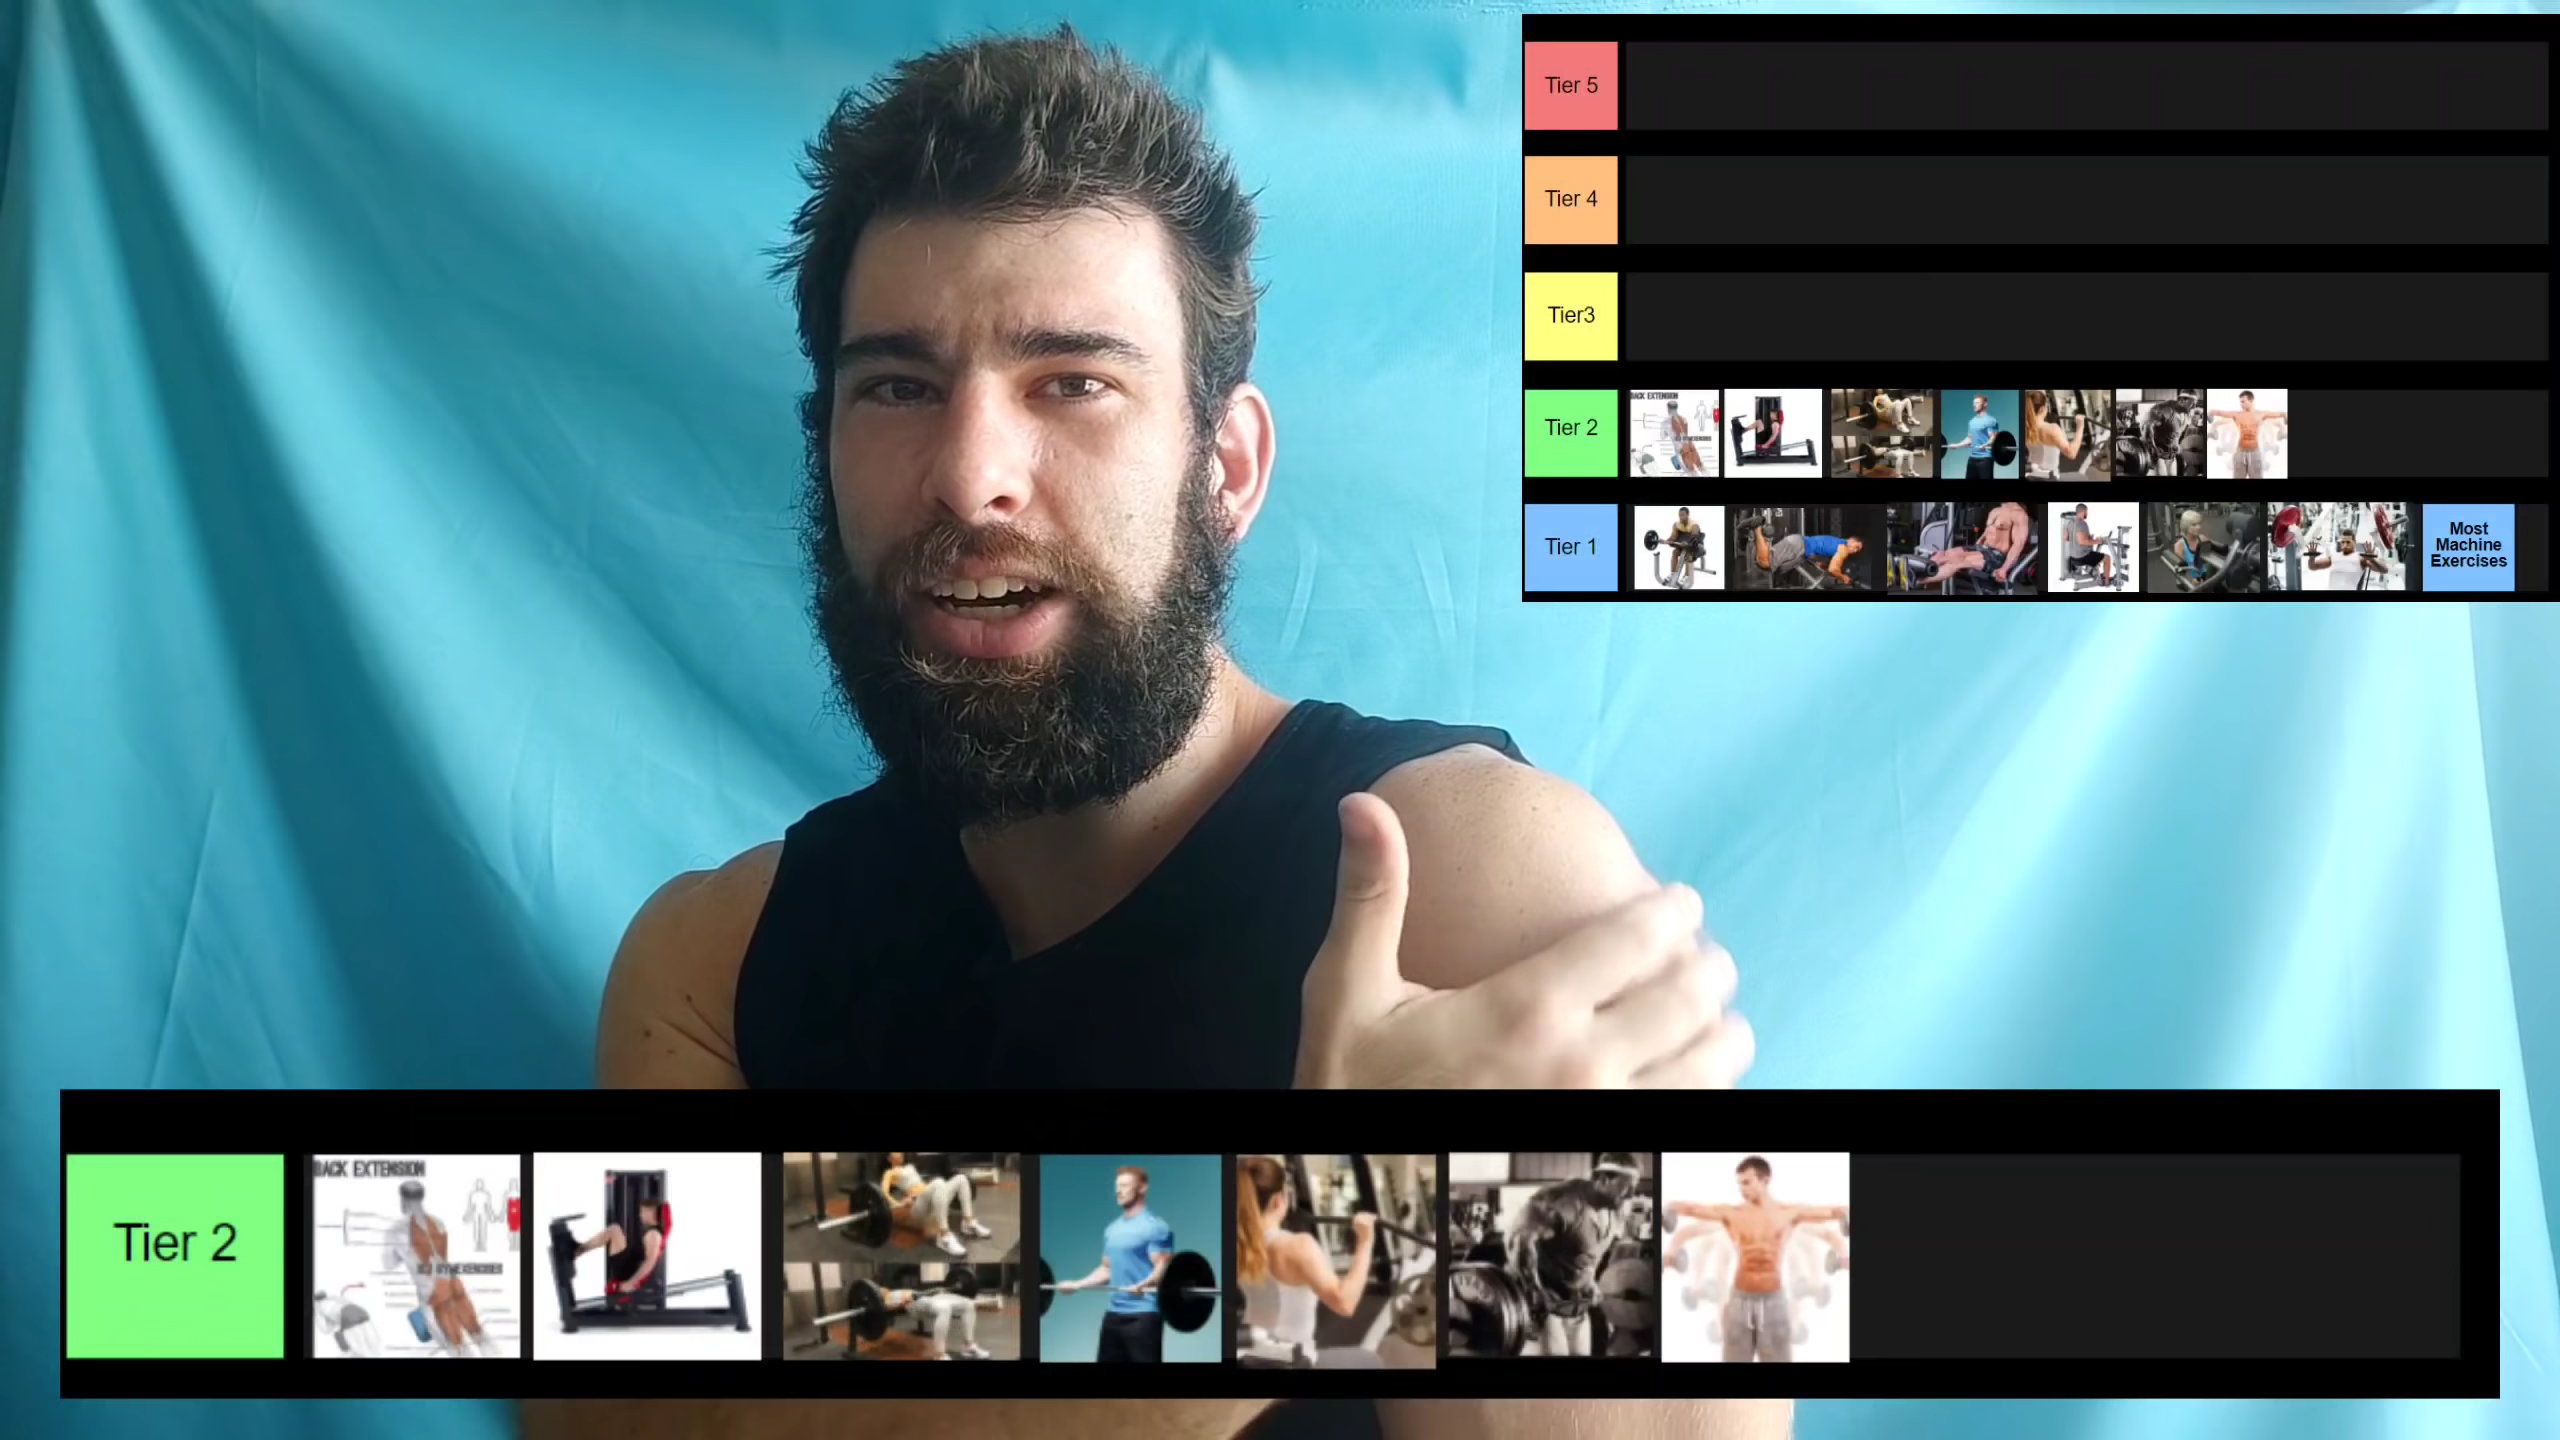 Tier 5
Tier 4
Tier3
Tier 2
BACK EXTENSION
Tier 1
Most
Machine
Exercises
Tier 2
BACK EXTENSION